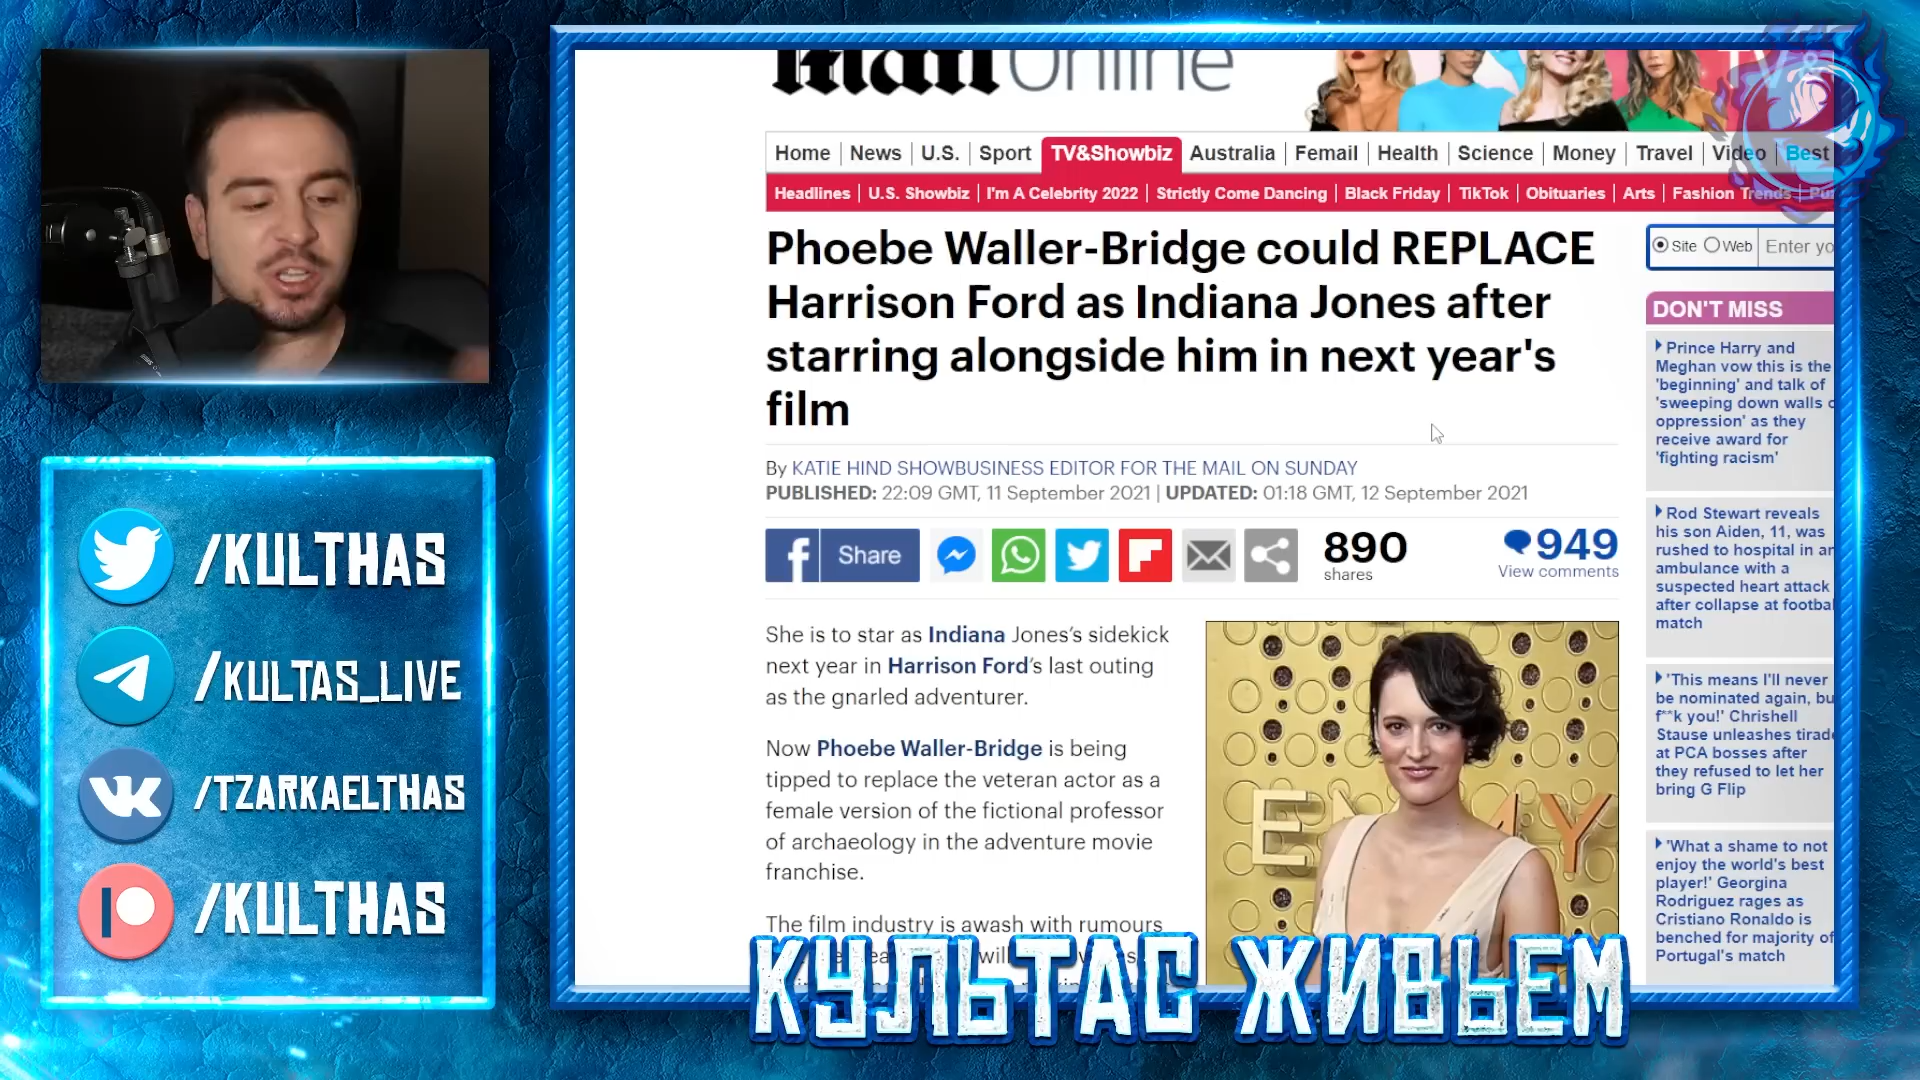 Mail Online
Home News U.S. Sport TV&Showbiz Australia Femail Health Science Money Travel Video Best
Headlines U.S. Showbiz I'm A Celebrity 2022 Strictly Come Dancing Black Friday TikTok Obituaries Arts Fashion Trends
Phoebe Waller-Bridge could REPLACE
Harrison Ford as Indiana Jones after
starring alongside him in next year's
film
By KATIE HIND SHOWBUSINESS EDITOR FOR THE MAIL ON SUNDAY
PUBLISHED: 22:09 GMT, 11 September 2021 | UPDATED: 01:18 GMT, 12 September 2021
Share
890
shares
949
View comments
She is to star as Indiana Jones's sidekick
next year in Harrison Ford's last outing
as the gnarled adventurer.
Now Phoebe Waller-Bridge is being
tipped to replace the veteran actor as a
female version of the fictional professor
of archaeology in the adventure movie
franchise.
The film industry is awash with rumours
EMMY
Site Web Enter yo
DON'T MISS
Prince Harry and
Meghan vow this is the
'beginning' and talk of
'sweeping down walls o
oppression' as they
receive award for
'fighting racism'
Rod Stewart reveals
his son Aiden, 11, was
rushed to hospital in an
ambulance with a
suspected heart attack
after collapse at footbal
match
'This means I'll never
be nominated again, bu
f**k you!' Chrishell
Stause unleashes tirade
at PCA bosses after
they refused to let her
bring G Flip
'What a shame to not
enjoy the world's best
player!' Georgina
Rodriguez rages as
Cristiano Ronaldo is
benched for majority of
Portugal's match
/KULTHAS
/KULTAS_LIVE
/TZARKAELTHAS
/KULTHAS
КУЛЬТАС ЖИВЬЕМ